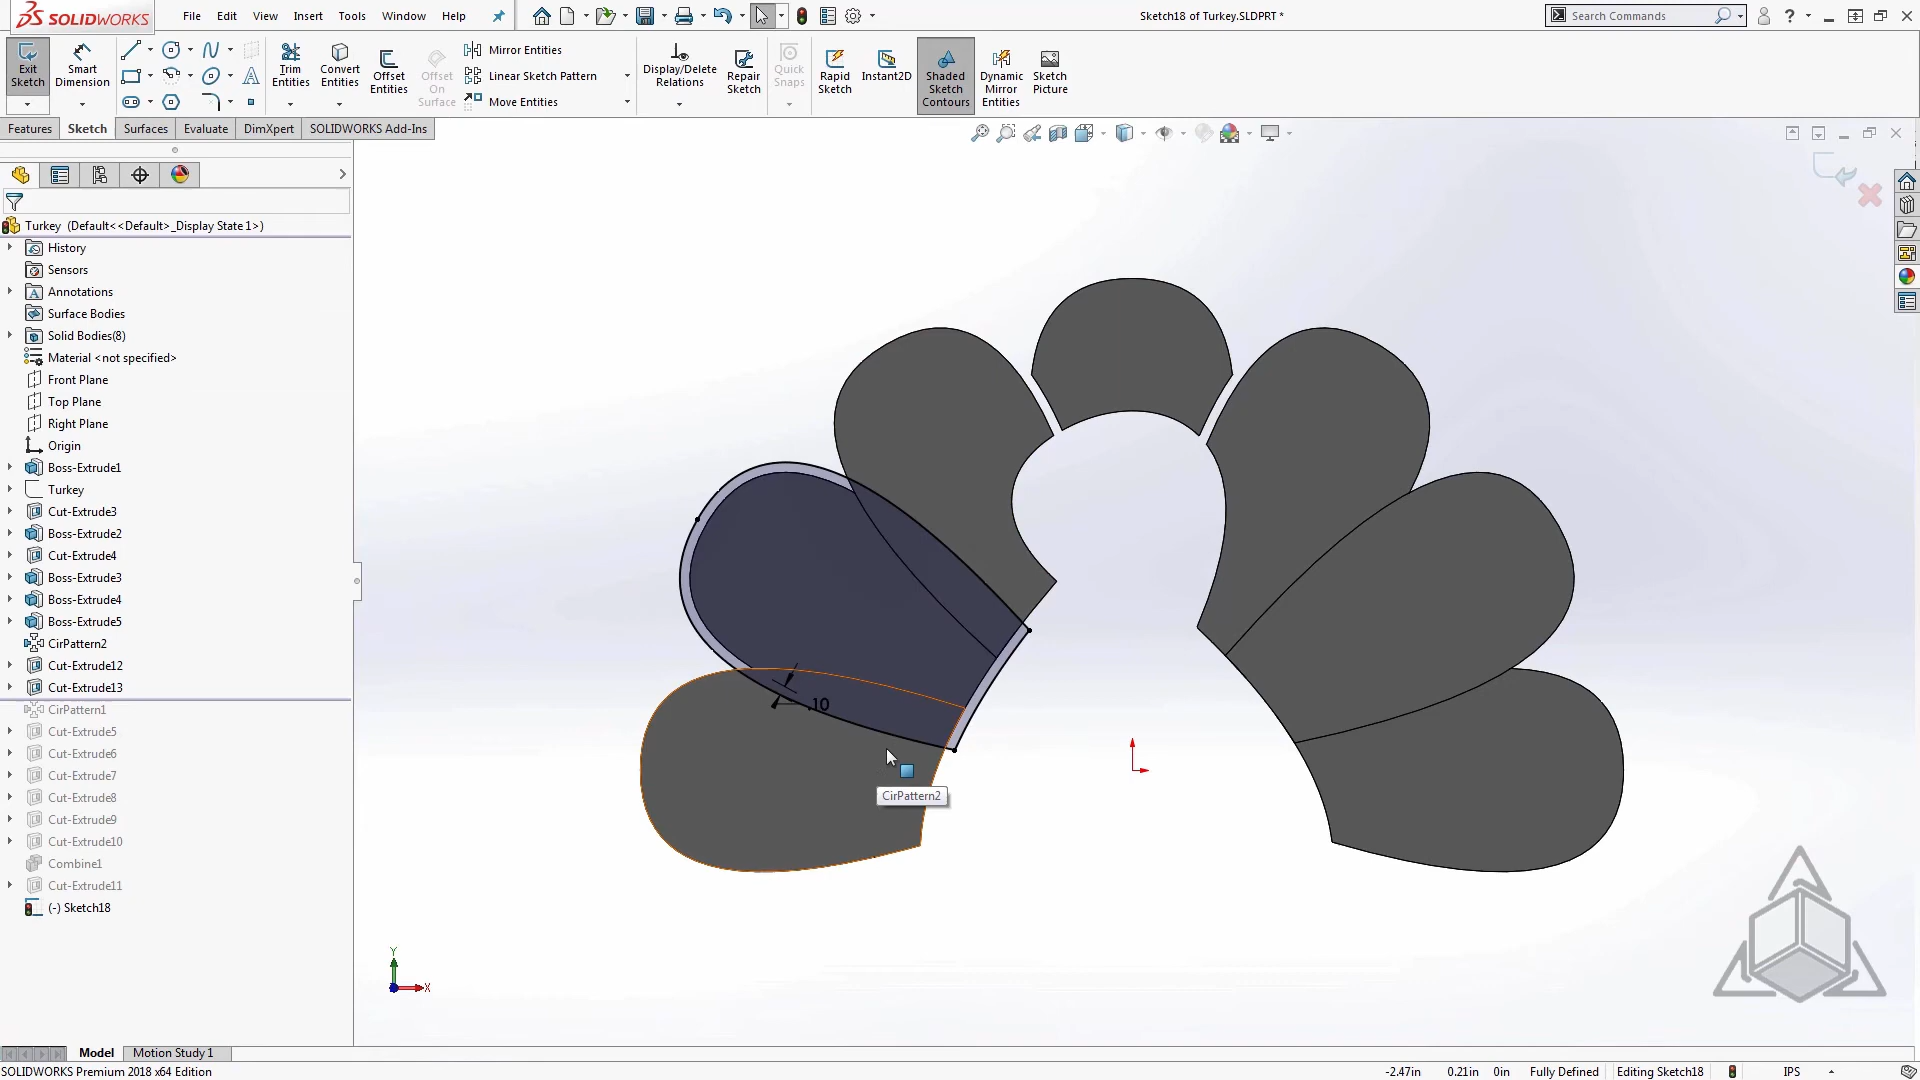 SOLIDWORKS
File Edit View Insert Tools Window Help
Sketch18 of Turkey.SLDPRT *
Search Commands
Exit Sketch
Smart Dimension
Trim Entities
Convert Entities
Offset Entities
Offset On Surface
Mirror Entities
Linear Sketch Pattern
Move Entities
Display/Delete Relations
Repair Sketch
Quick Snaps
Rapid Sketch
Instant2D
Shaded Sketch Contours
Dynamic Mirror Entities
Sketch Picture
Features Sketch Surfaces Evaluate DimXpert SOLIDWORKS Add-Ins
Turkey (Default<<Default>_Display State 1>)
History
Sensors
Annotations
Surface Bodies
Solid Bodies(8)
Material <not specified>
Front Plane
Top Plane
Right Plane
Origin
Boss-Extrude1
Turkey
Cut-Extrude3
Boss-Extrude2
Cut-Extrude4
Boss-Extrude3
Boss-Extrude4
Boss-Extrude5
CirPattern2
Cut-Extrude12
Cut-Extrude13
CirPattern1
Cut-Extrude5
Cut-Extrude6
Cut-Extrude7
Cut-Extrude8
Cut-Extrude9
Cut-Extrude10
Combine1
Cut-Extrude11
(-) Sketch18
.10
CirPattern2
Y
X
Model Motion Study 1
SOLIDWORKS Premium 2018 x64 Edition
-2.47in 0.21in 0in Fully Defined Editing Sketch18 IPS